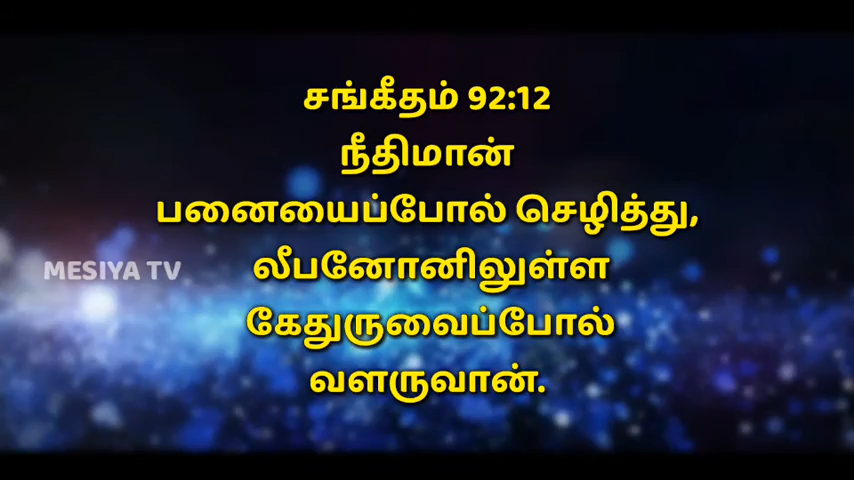 சங்கீதம் 92:12
நீதிமான்
பனையைப்போல் செழித்து,
MESIYA TV
லீபனோனிலுள்ள
கேதுருவைப்போல்
வளருவான்.